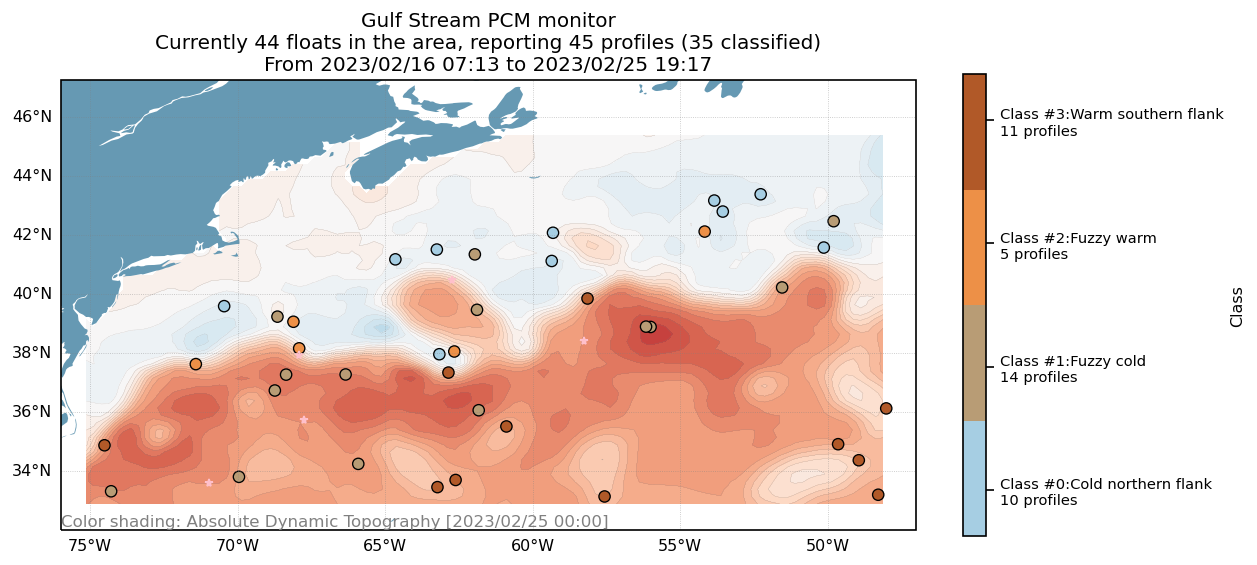 Gulf Stream PCM monitor
Currently 44 floats in the area, reporting 45 profiles (35 classified)
From 2023/02/16 07:13 to 2023/02/25 19:17
46°N
44°N
42°N
40°N
38°N
36°N
34°N
Color shading: Absolute Dynamic Topography [2023/02/25 00:00]
75°W 70°W 65°W 60°W 55°W 50°W
Class #3:Warm southern flank
11 profiles
Class #2:Fuzzy warm
5 profiles
Class #1:Fuzzy cold
14 profiles
Class #0:Cold northern flank
10 profiles
Class